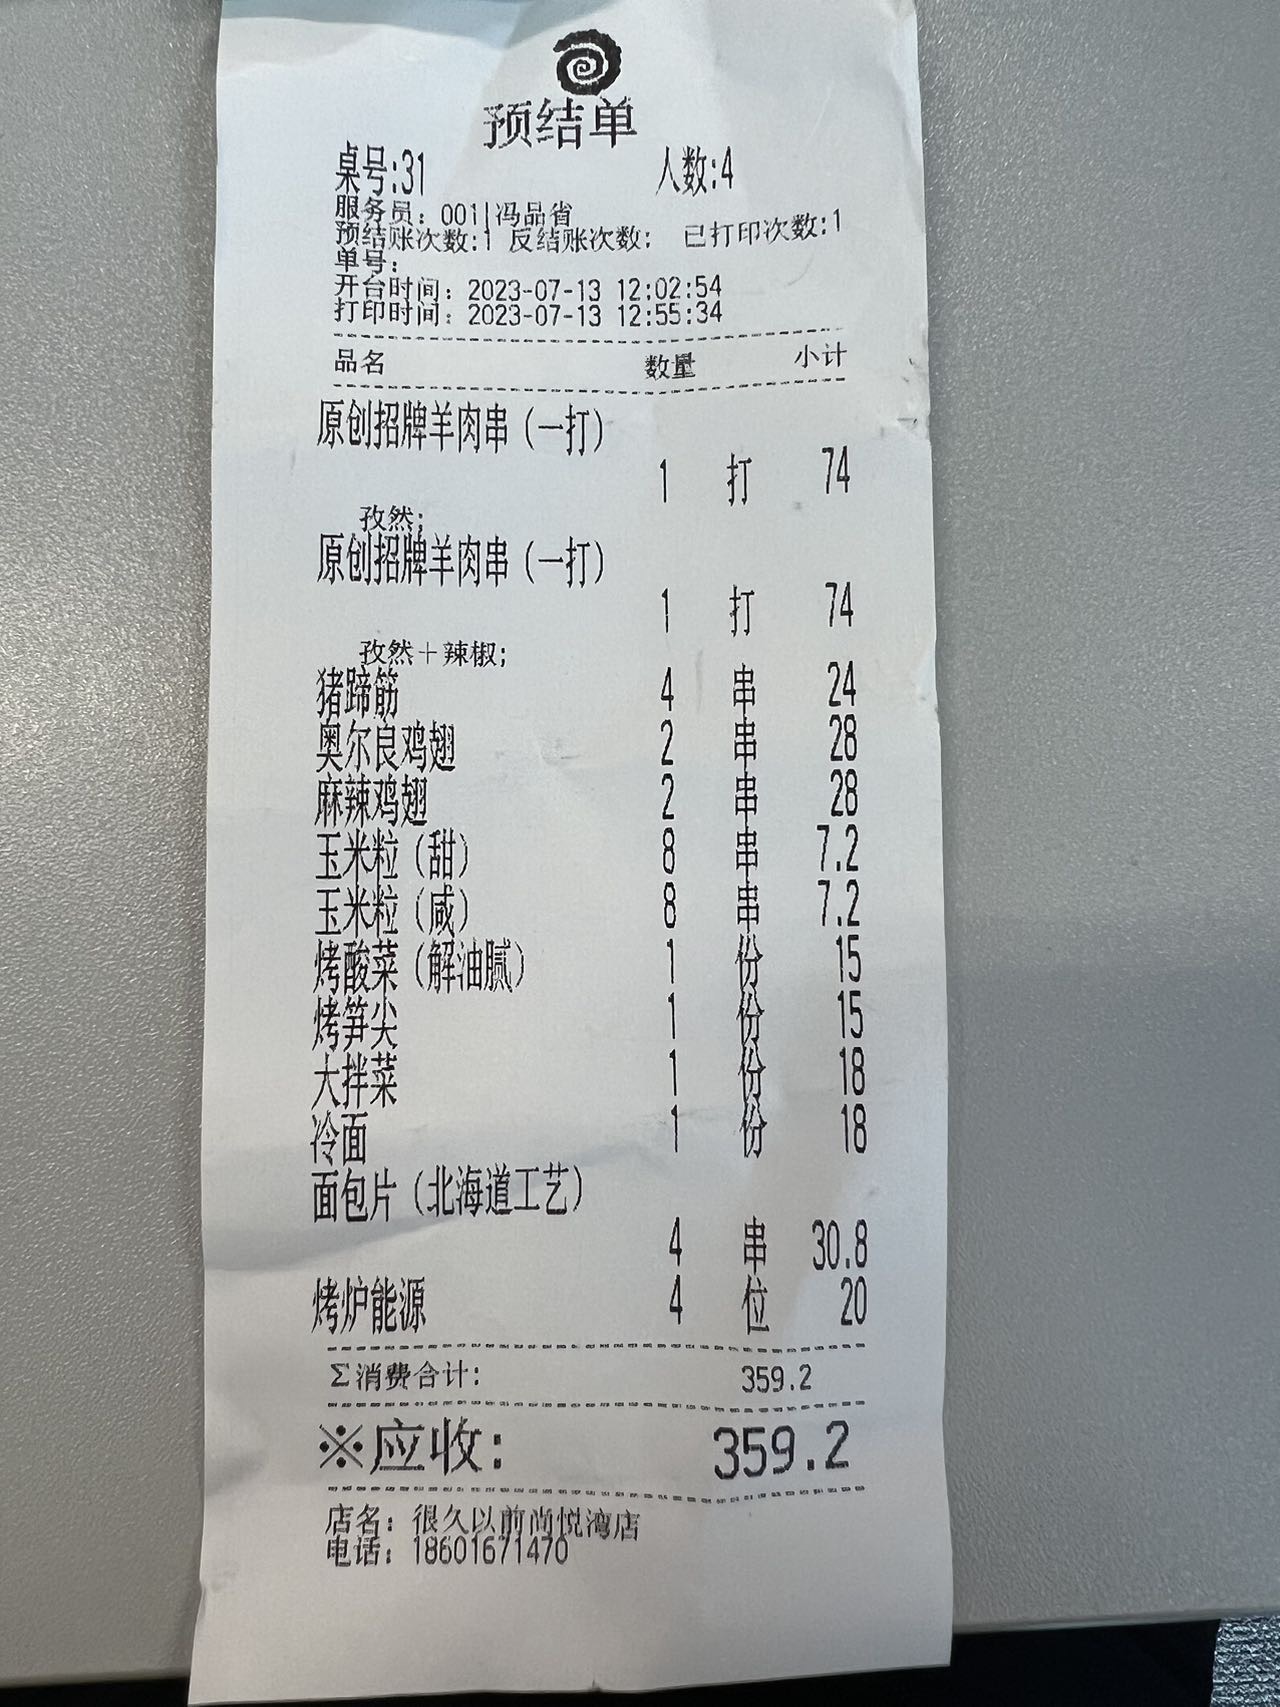 预结单
桌号:31 人数:4
服务员: 001|冯品省
预结账次数:1 反结账次数: 已打印次数:1
单号:
开台时间: 2023-07-13 12:02:54
打印时间: 2023-07-13 12:55:34
品名 数量 小计
原创招牌羊肉串(一打)
1 打 74
孜然;
原创招牌羊肉串(一打)
1 打 74
孜然+辣椒;
猪蹄筋 4 串 24
奥尔良鸡翅 2 串 28
麻辣鸡翅 2 串 28
玉米粒(甜) 8 串 7.2
玉米粒(咸) 8 串 7.2
烤酸菜(解油腻) 1 份 15
烤笋尖 1 份 15
大拌菜 1 份 18
冷面 1 份 18
面包片(北海道工艺)
4 串 30.8
烤炉能源 4 位 20
Σ消费合计: 359.2
※应收: 359.2
店名: 很久以前尚悦湾店
电话: 18601671470